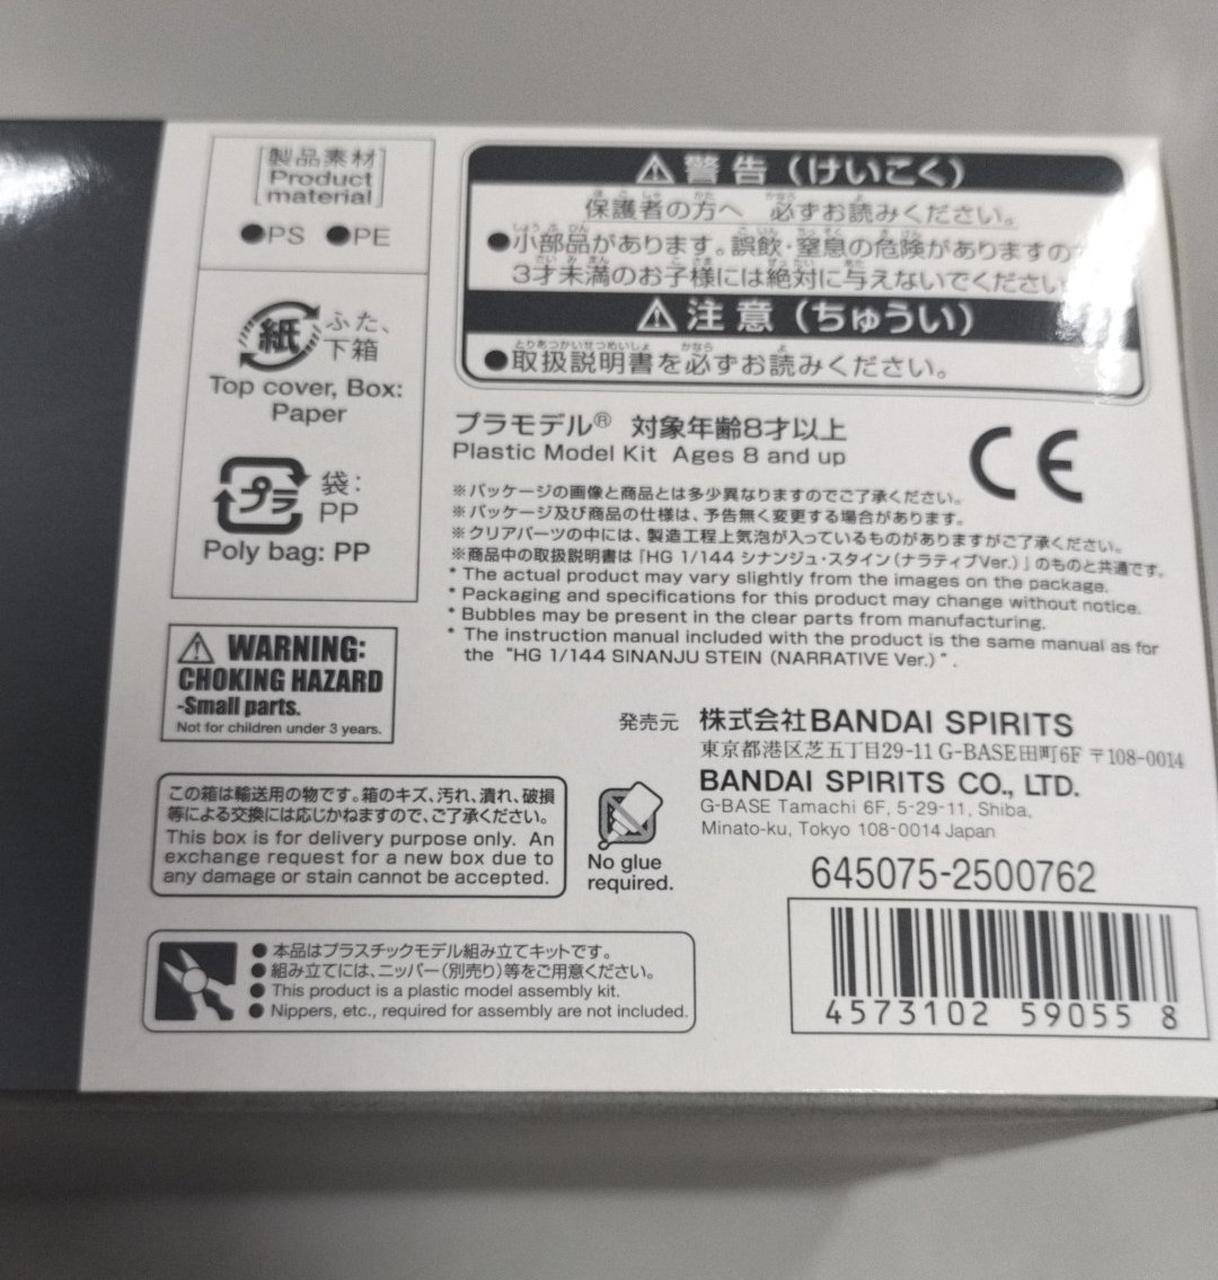 [製品素材
Product
material]
●PS ●PE
紙 ふた、
下箱
Top cover, Box:
Paper
プラ 袋:
PP
Poly bag: PP
⚠ WARNING:
CHOKING HAZARD
-Small parts.
Not for children under 3 years.
⚠ 警告（けいこく）
保護者の方へ 必ずお読みください。
●小部品があります。誤飲・窒息の危険がありますの
3才未満のお子様には絶対に与えないでください
⚠ 注意（ちゅうい）
とりあつかいせつめいしょ かなら よ
●取扱説明書を必ずお読みください。
プラモデル® 対象年齢8才以上
Plastic Model Kit Ages 8 and up
CE
※パッケージの画像と商品とは多少異なりますのでご了承ください。
※パッケージ及び商品の仕様は、予告無く変更する場合があります。
※クリアパーツの中には、製造工程上気泡が入っているものがありますがご了承ください。
※商品中の取扱説明書は「HG 1/144 シナンジュ・スタイン（ナラティブVer.）」のものと共通です。
* The actual product may vary slightly from the images on the package.
* Packaging and specifications for this product may change without notice.
* Bubbles may be present in the clear parts from manufacturing.
* The instruction manual included with the product is the same manual as for
the "HG 1/144 SINANJU STEIN (NARRATIVE Ver.)".
発売元 株式会社BANDAI SPIRITS
東京都港区芝五丁目29-11 G-BASE田町6F 〒108-0014
BANDAI SPIRITS CO., LTD.
G-BASE Tamachi 6F, 5-29-11, Shiba,
Minato-ku, Tokyo 108-0014 Japan
この箱は輸送用の物です。箱のキズ、汚れ、潰れ、破損
等による交換には応じかねますので、ご了承ください。
This box is for delivery purpose only. An
exchange request for a new box due to
any damage or stain cannot be accepted.
No glue
required.
645075-2500762
4573102 59055 8
● 本品はプラスチックモデル組み立てキットです。
● 組み立てには、ニッパー（別売り）等をご用意ください。
● This product is a plastic model assembly kit.
● Nippers, etc., required for assembly are not included.